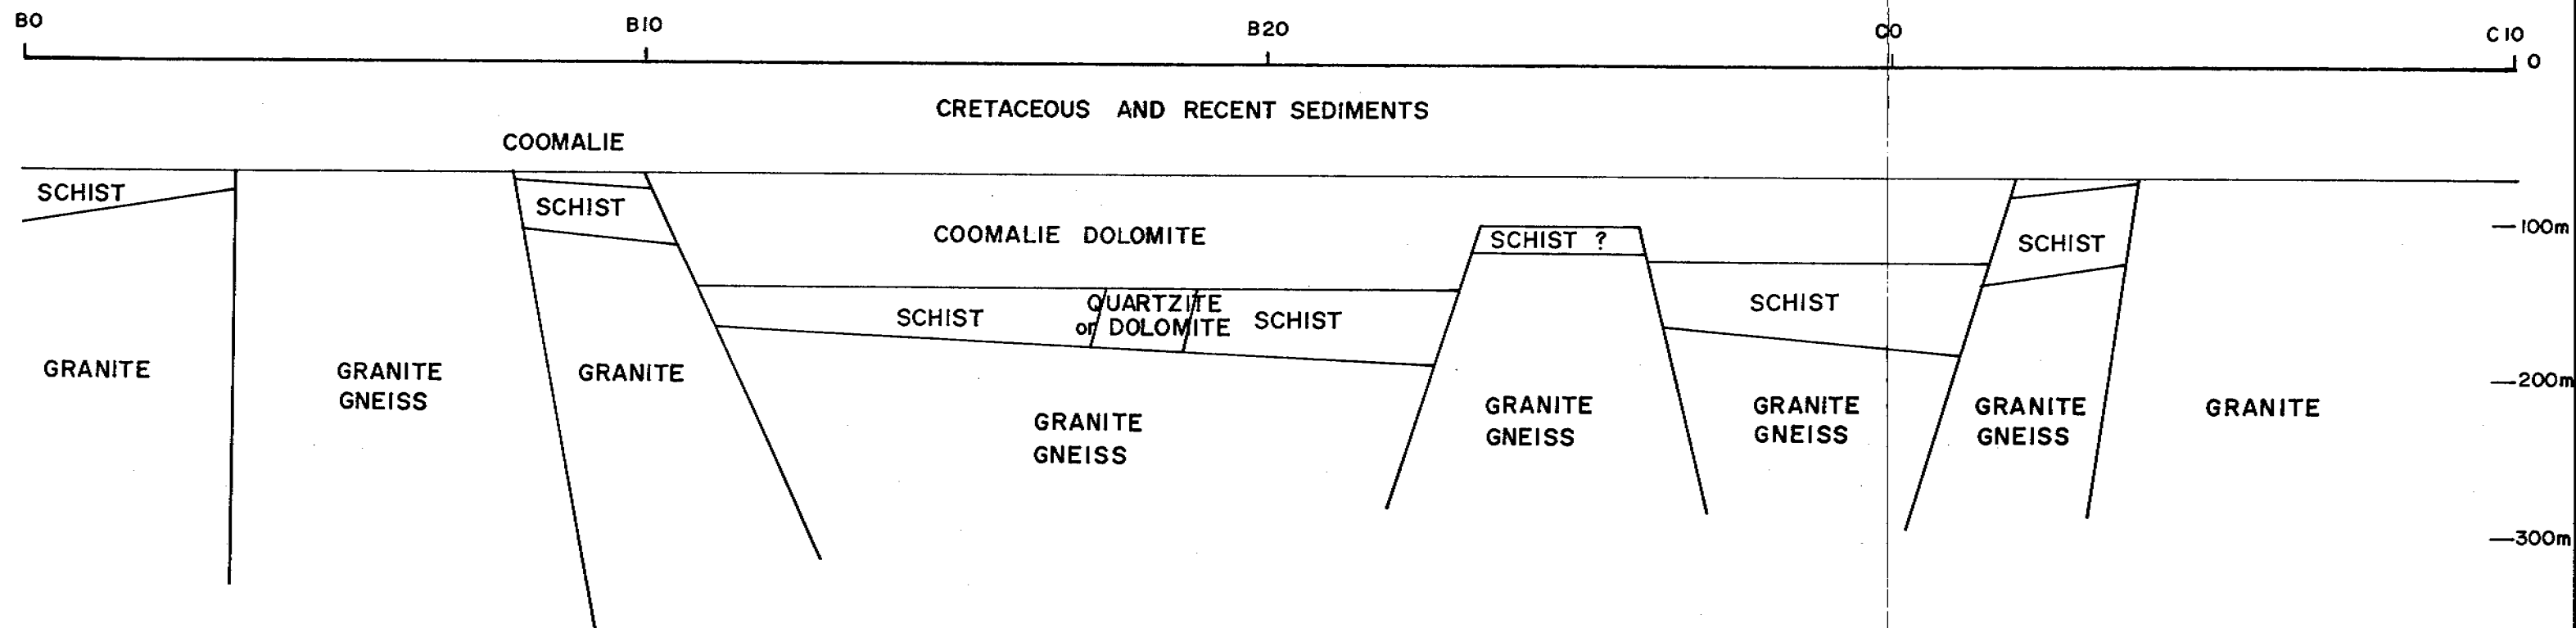 B0
B10
B20
C0
C10
0
CRETACEOUS AND RECENT SEDIMENTS
COOMALIE
SCHIST
SCHIST
COOMALIE DOLOMITE
SCHIST ?
SCHIST
100m
QUARTZITE
or DOLOMITE
SCHIST
SCHIST
SCHIST
GRANITE
GRANITE
GNEISS
GRANITE
GRANITE
GNEISS
GRANITE
GNEISS
GRANITE
GNEISS
GRANITE
GNEISS
GRANITE
200m
300m